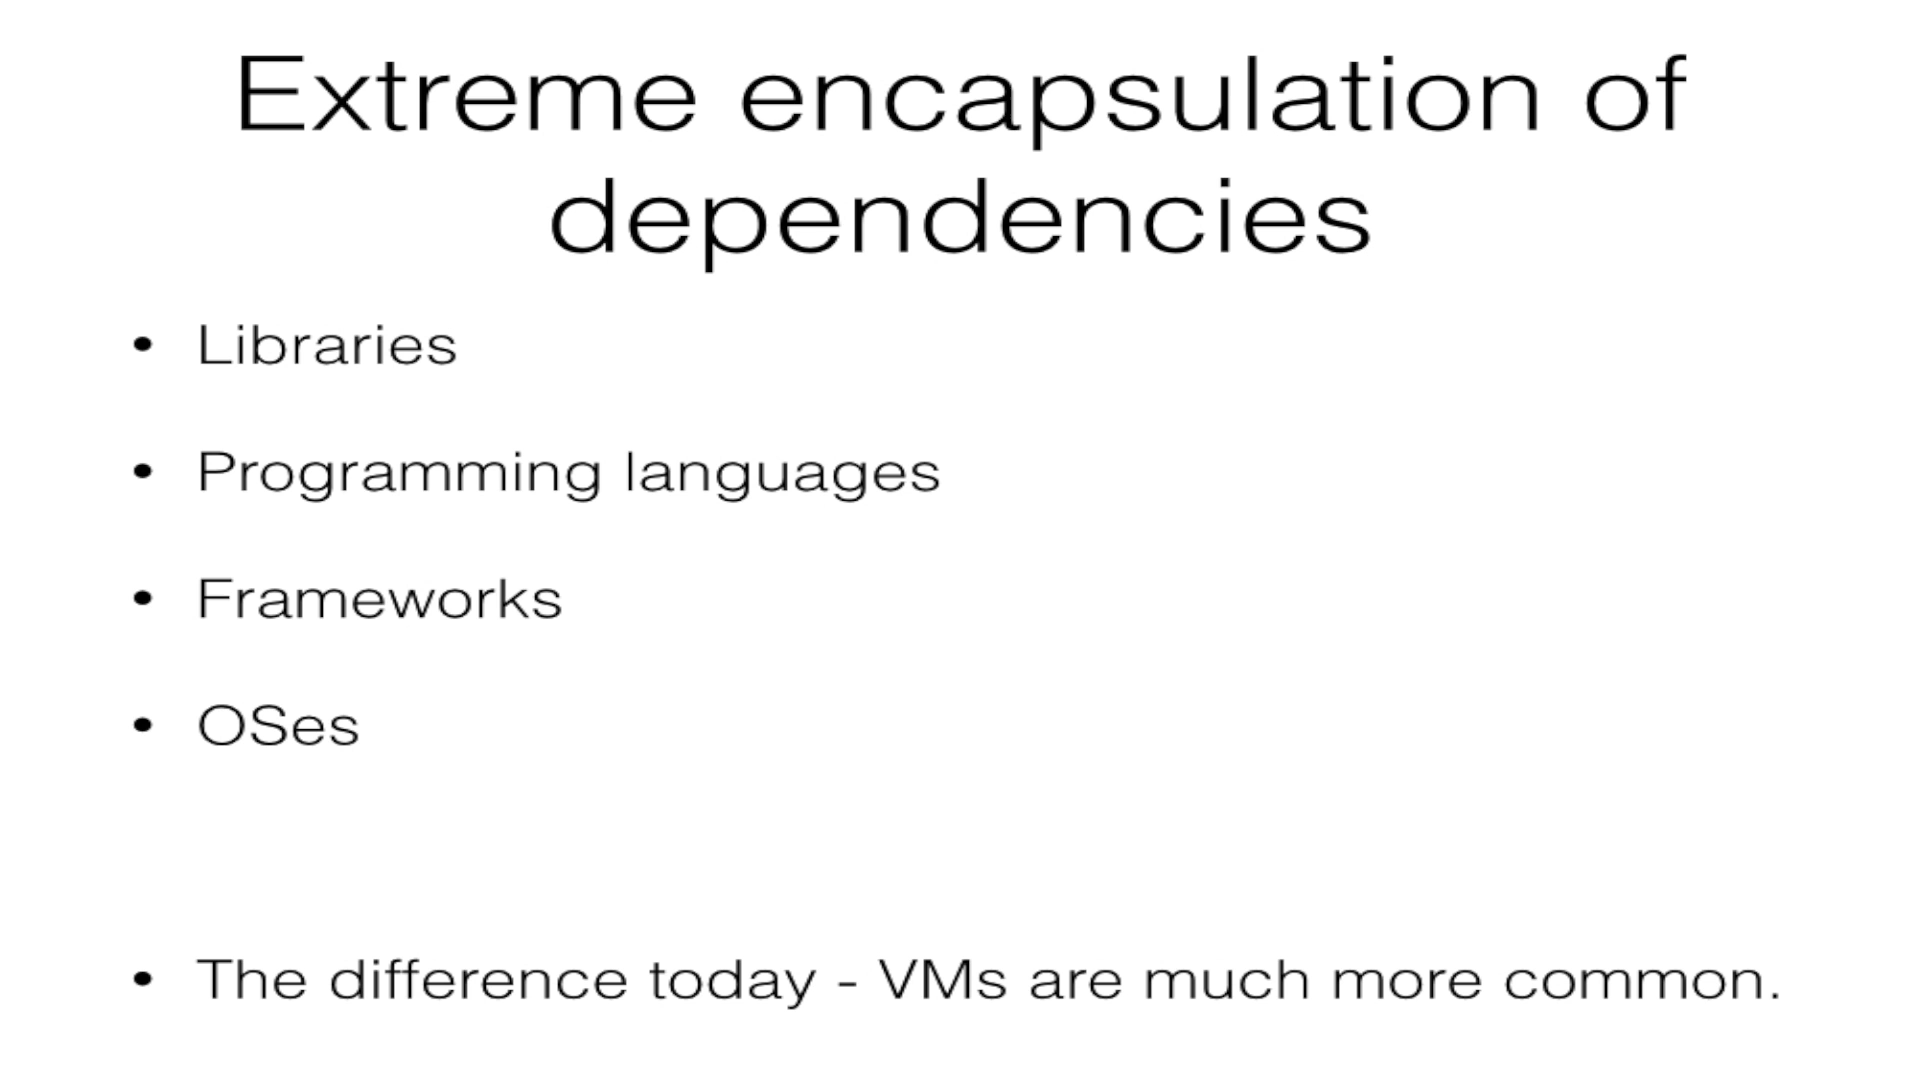 Extreme encapsulation of
dependencies
• Libraries
• Programming languages
• Frameworks
• OSes
• The difference today - VMs are much more common.